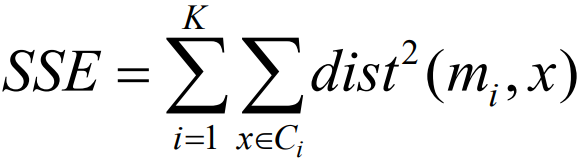 $SSE = \sum_{i=1}^{K} \sum_{x \in C_i} dist^2(m_i, x)$